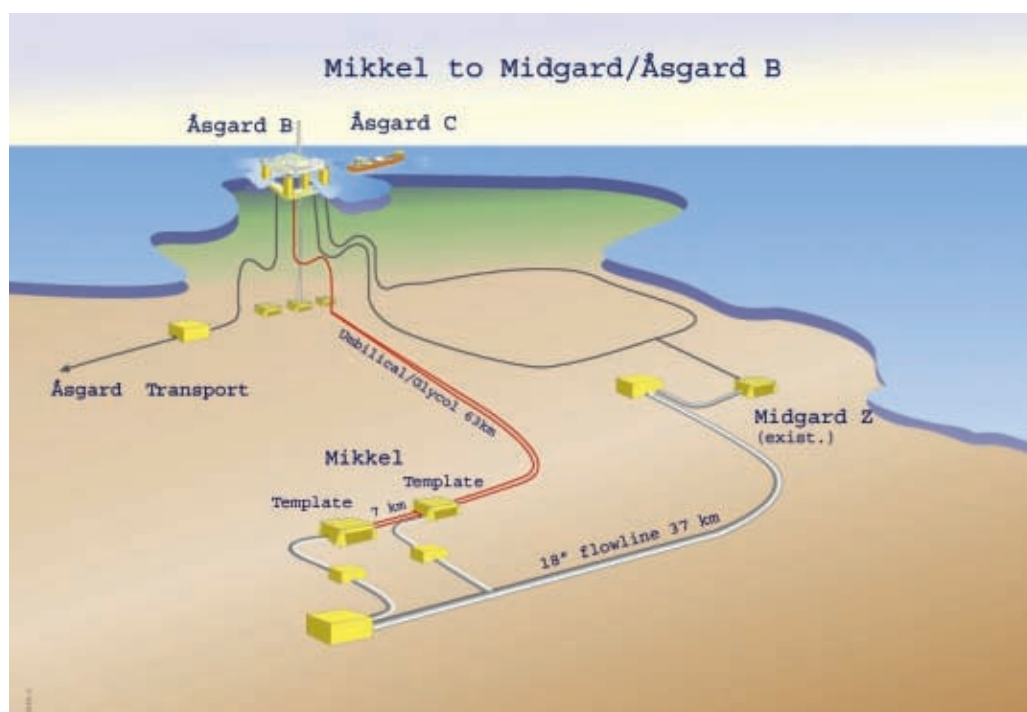 Mikkel to Midgard/Åsgard B
Åsgard B
Åsgard C
Umbilical/Glycol 63km
Åsgard Transport
Midgard Z
(exist.)
Mikkel
Template
Template
7 km
18" flowline 37 km